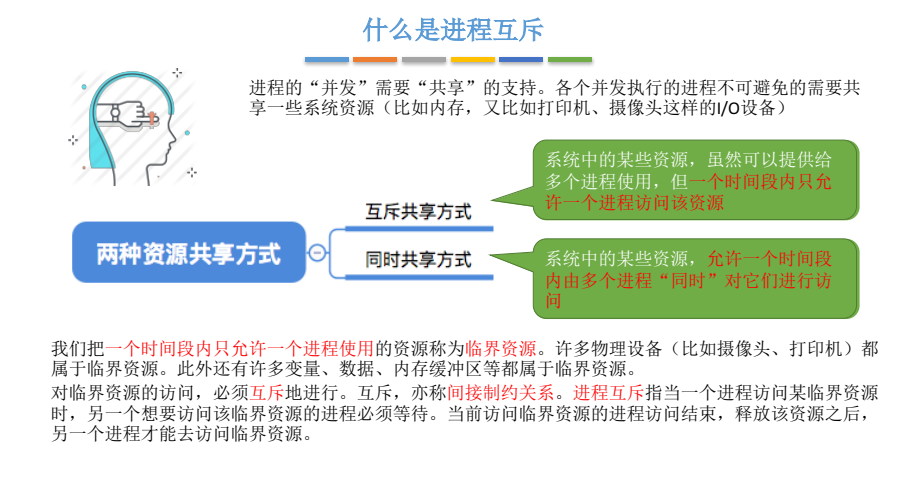 什么是进程互斥
进程的“并发”需要“共享”的支持。各个并发执行的进程不可避免的需要共
享一些系统资源（比如内存，又比如打印机、摄像头这样的I/O设备）
系统中的某些资源，虽然可以提供给
多个进程使用，但一个时间段内只允
许一个进程访问该资源
互斥共享方式
两种资源共享方式
同时共享方式
系统中的某些资源，允许一个时间段
内由多个进程“同时”对它们进行访
问
我们把一个时间段内只允许一个进程使用的资源称为临界资源。许多物理设备（比如摄像头、打印机）都
属于临界资源。此外还有许多变量、数据、内存缓冲区等都属于临界资源。
对临界资源的访问，必须互斥地进行。互斥，亦称间接制约关系。进程互斥指当一个进程访问某临界资源
时，另一个想要访问该临界资源的进程必须等待。当前访问临界资源的进程访问结束，释放该资源之后，
另一个进程才能去访问临界资源。